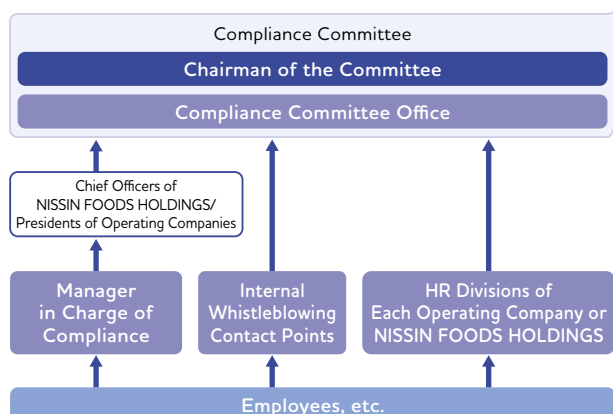 Compliance Committee
Chairman of the Committee
Compliance Committee Office
Chief Officers of
NISSIN FOODS HOLDINGS/
Presidents of Operating Companies
Manager
in Charge of
Compliance
Internal
Whistleblowing
Contact Points
HR Divisions of
Each Operating Company or
NISSIN FOODS HOLDINGS
Employees, etc.